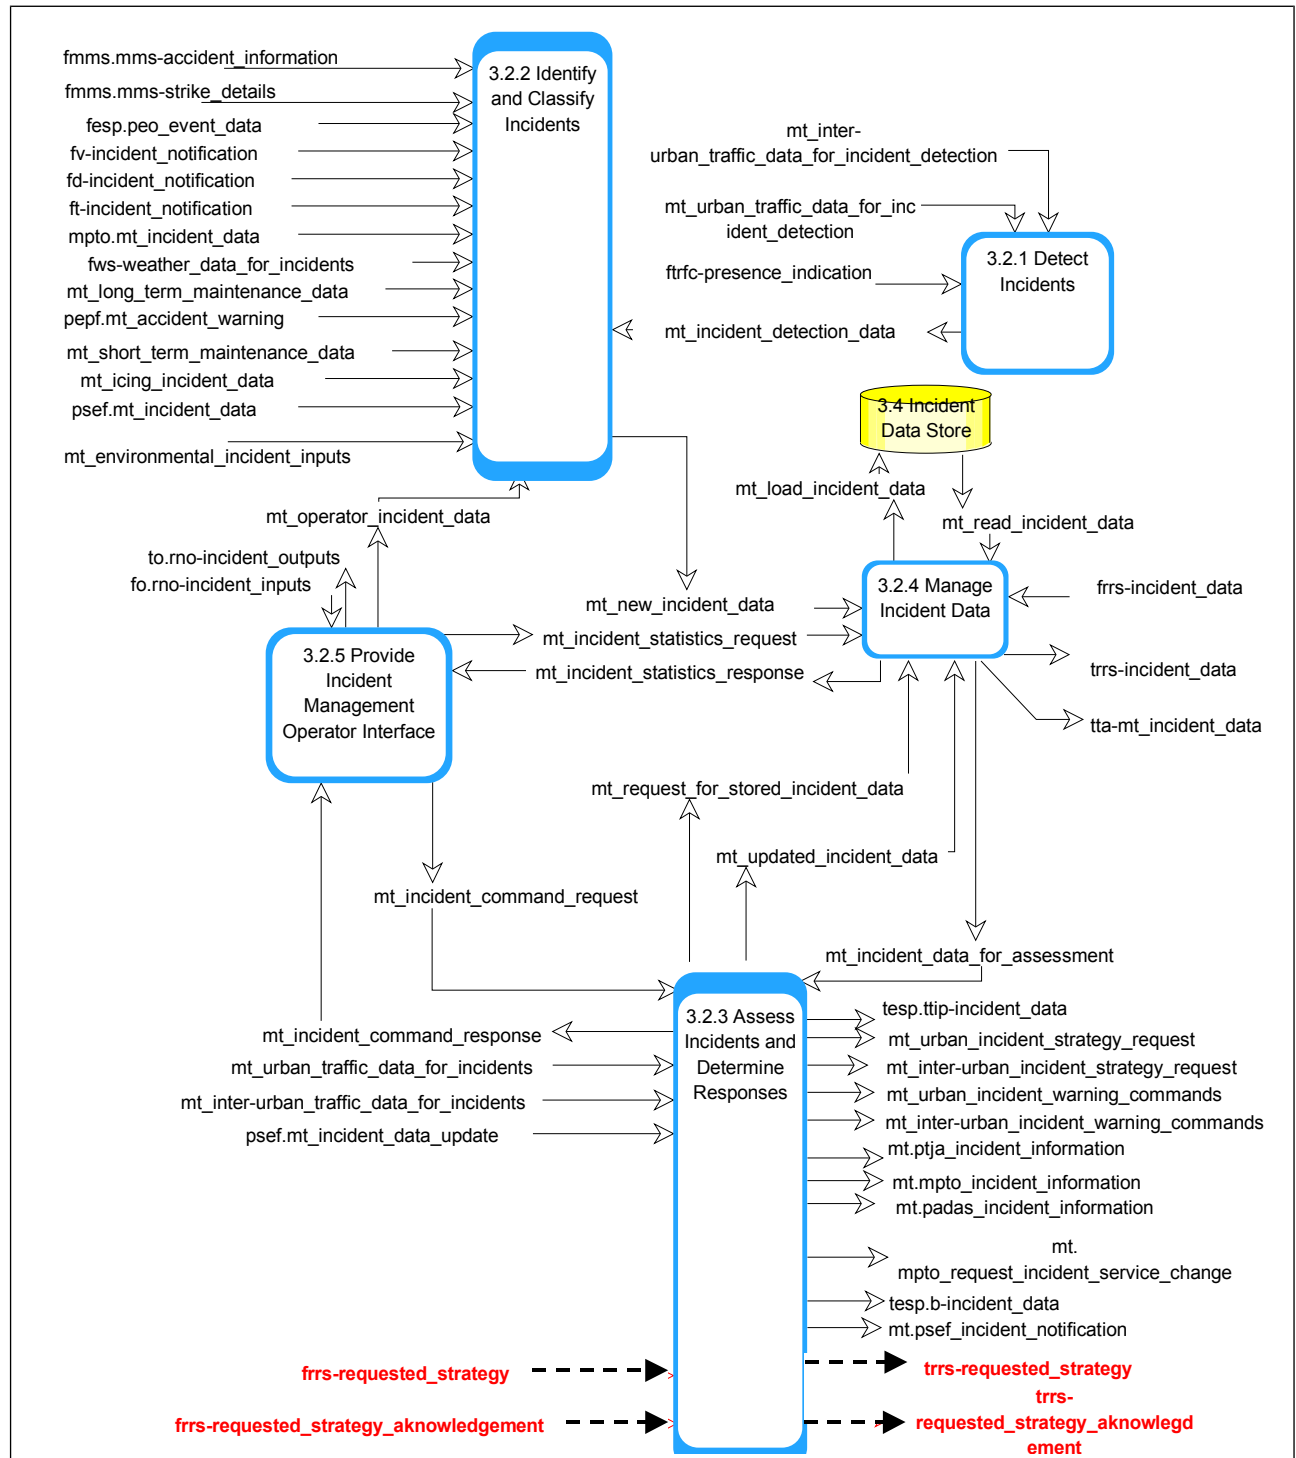 fmms.mms-accident_information
fmms.mms-strike_details
fesp.peo_event_data
fv-incident_notification
fd-incident_notification
ft-incident_notification
mpto.mt_incident_data
fws-weather_data_for_incidents
mt_long_term_maintenance_data
pepf.mt_accident_warning
mt_short_term_maintenance_data
mt_icing_incident_data
psef.mt_incident_data
mt_environmental_incident_inputs
3.2.2 Identify
and Classify
Incidents
mt_inter-
urban_traffic_data_for_incident_detection
mt_urban_traffic_data_for_inc
ident_detection
ftrfc-presence_indication
mt_incident_detection_data
3.2.1 Detect
Incidents
3.4 Incident
Data Store
mt_load_incident_data
mt_read_incident_data
mt_operator_incident_data
to.rno-incident_outputs
fo.rno-incident_inputs
mt_new_incident_data
mt_incident_statistics_request
mt_incident_statistics_response
3.2.4 Manage
Incident Data
frrs-incident_data
trrs-incident_data
tta-mt_incident_data
3.2.5 Provide
Incident
Management
Operator Interface
mt_request_for_stored_incident_data
mt_updated_incident_data
mt_incident_command_request
mt_incident_data_for_assessment
mt_incident_command_response
mt_urban_traffic_data_for_incidents
mt_inter-urban_traffic_data_for_incidents
psef.mt_incident_data_update
3.2.3 Assess
Incidents and
Determine
Responses
tesp.ttip-incident_data
mt_urban_incident_strategy_request
mt_inter-urban_incident_strategy_request
mt_urban_incident_warning_commands
mt_inter-urban_incident_warning_commands
mt.ptja_incident_information
mt.mpto_incident_information
mt.padas_incident_information
mt.
mpto_request_incident_service_change
tesp.b-incident_data
mt.psef_incident_notification
frrs-requested_strategy
frrs-requested_strategy_aknowledgement
trrs-requested_strategy
trrs-
requested_strategy_aknowlegd
ement